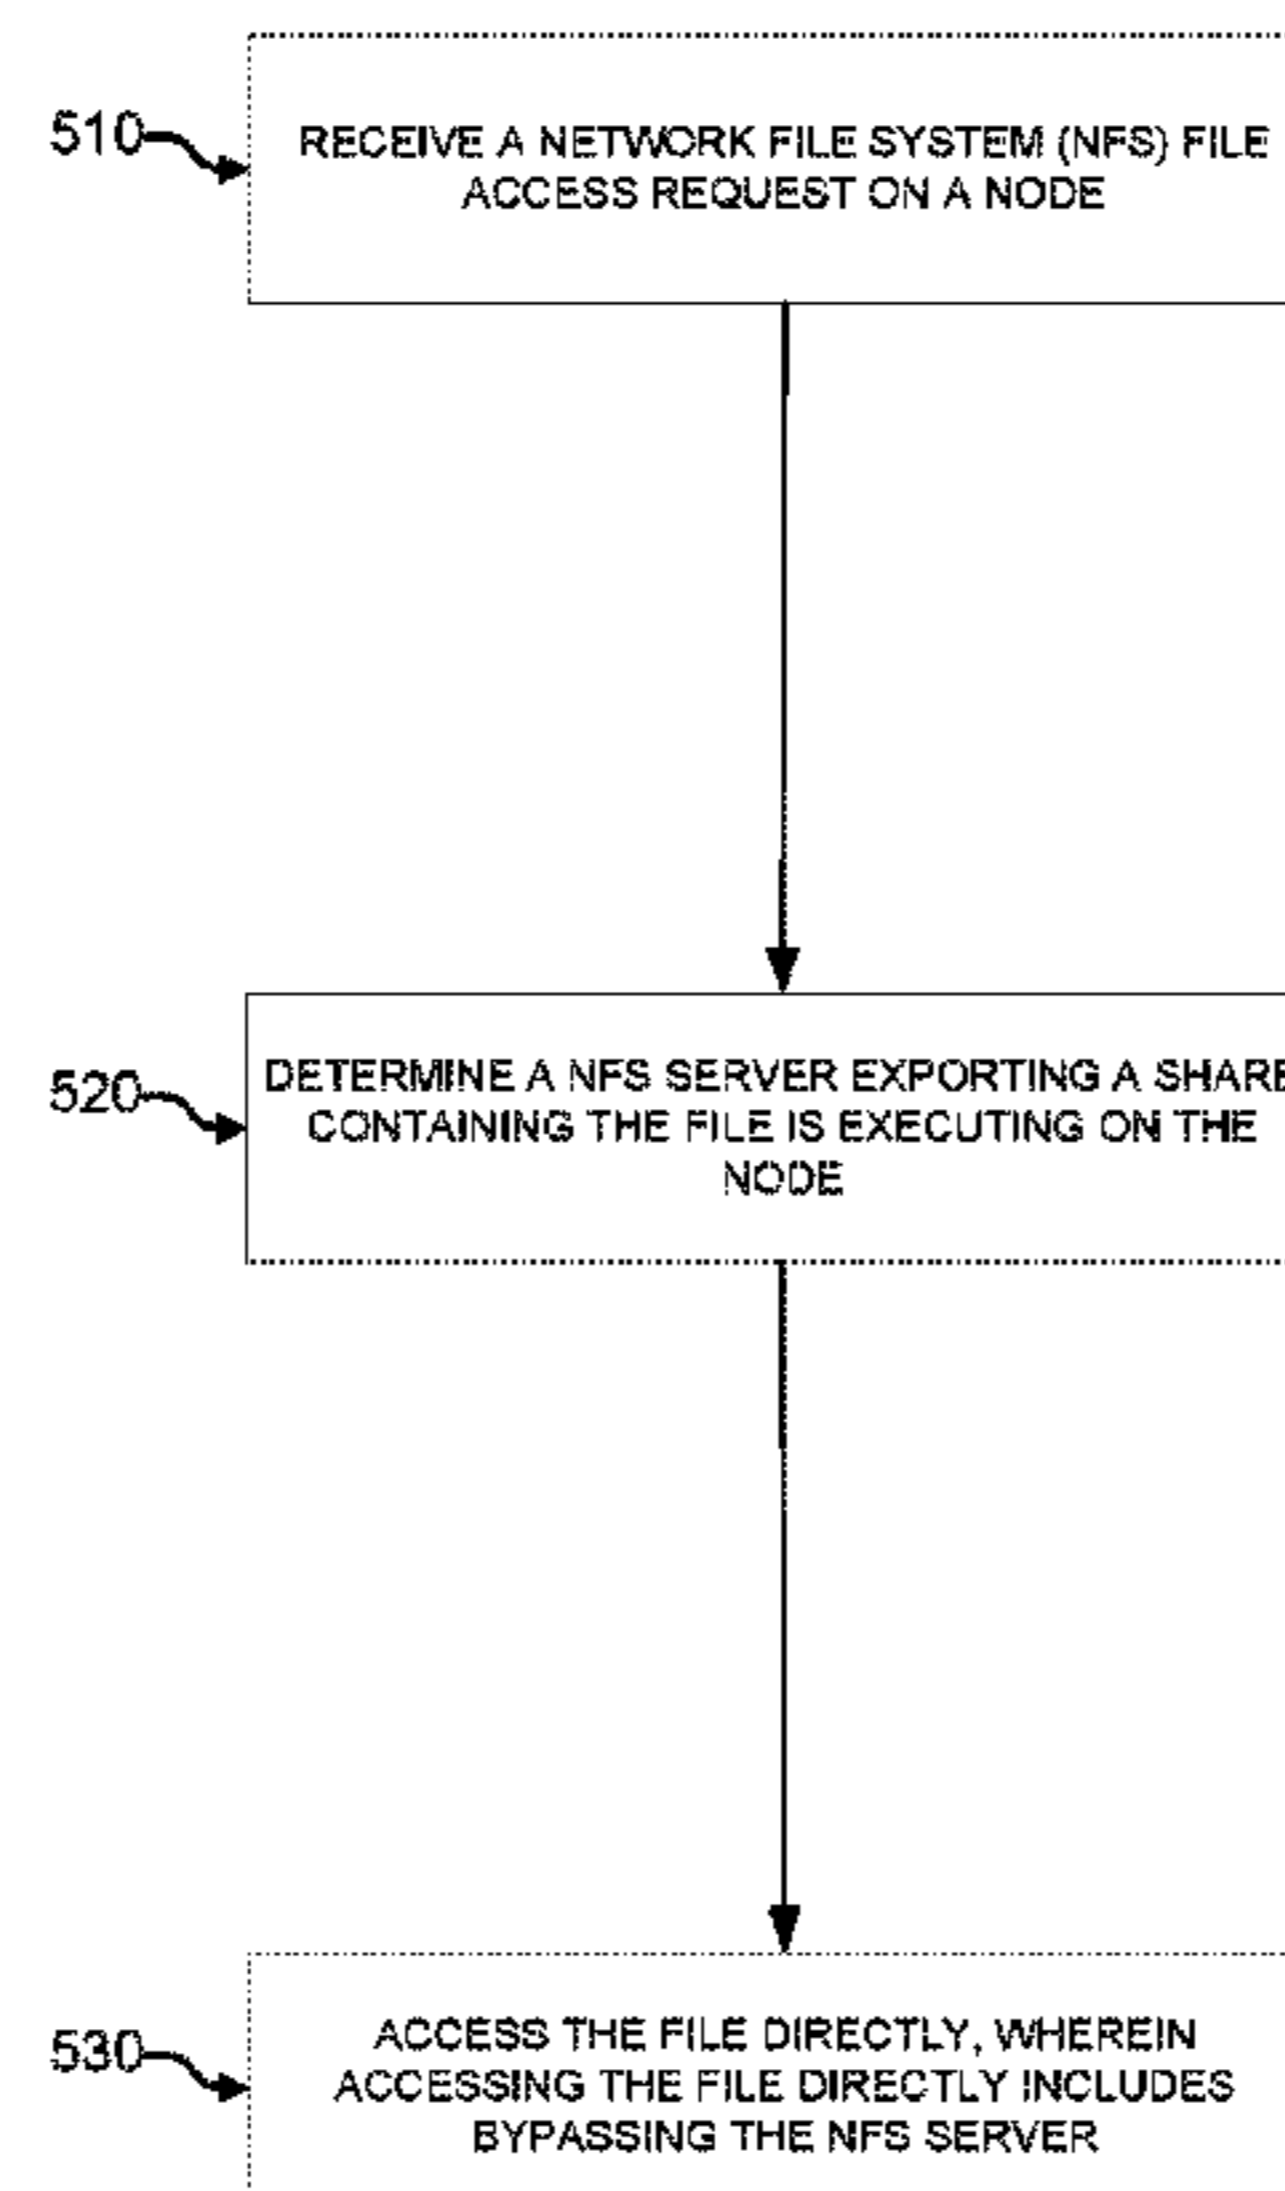 510
RECEIVE A NETWORK FILE SYSTEM (NFS) FILE
ACCESS REQUEST ON A NODE
520
DETERMINE A NFS SERVER EXPORTING A SHARE
CONTAINING THE FILE IS EXECUTING ON THE
NODE
530
ACCESS THE FILE DIRECTLY, WHEREIN
ACCESSING THE FILE DIRECTLY INCLUDES
BYPASSING THE NFS SERVER